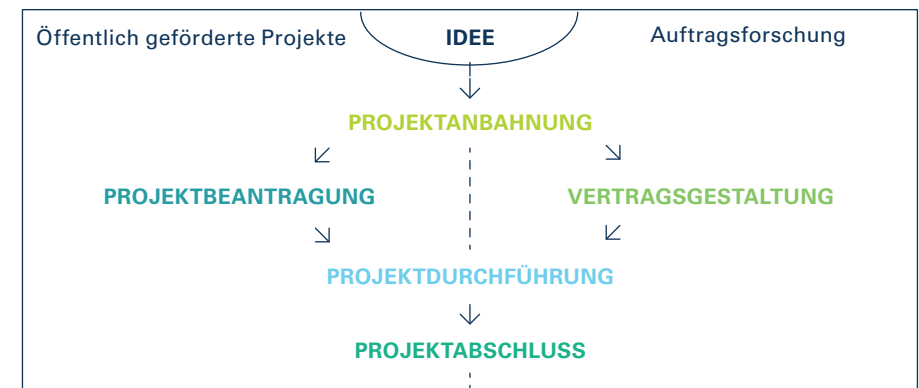 Öffentlich geförderte Projekte
IDEE
Auftragsforschung
PROJEKTANBAHNUNG
PROJEKTBEANTRAGUNG
VERTRAGSGESTALTUNG
PROJEKTDURCHFÜHRUNG
PROJEKTABSCHLUSS